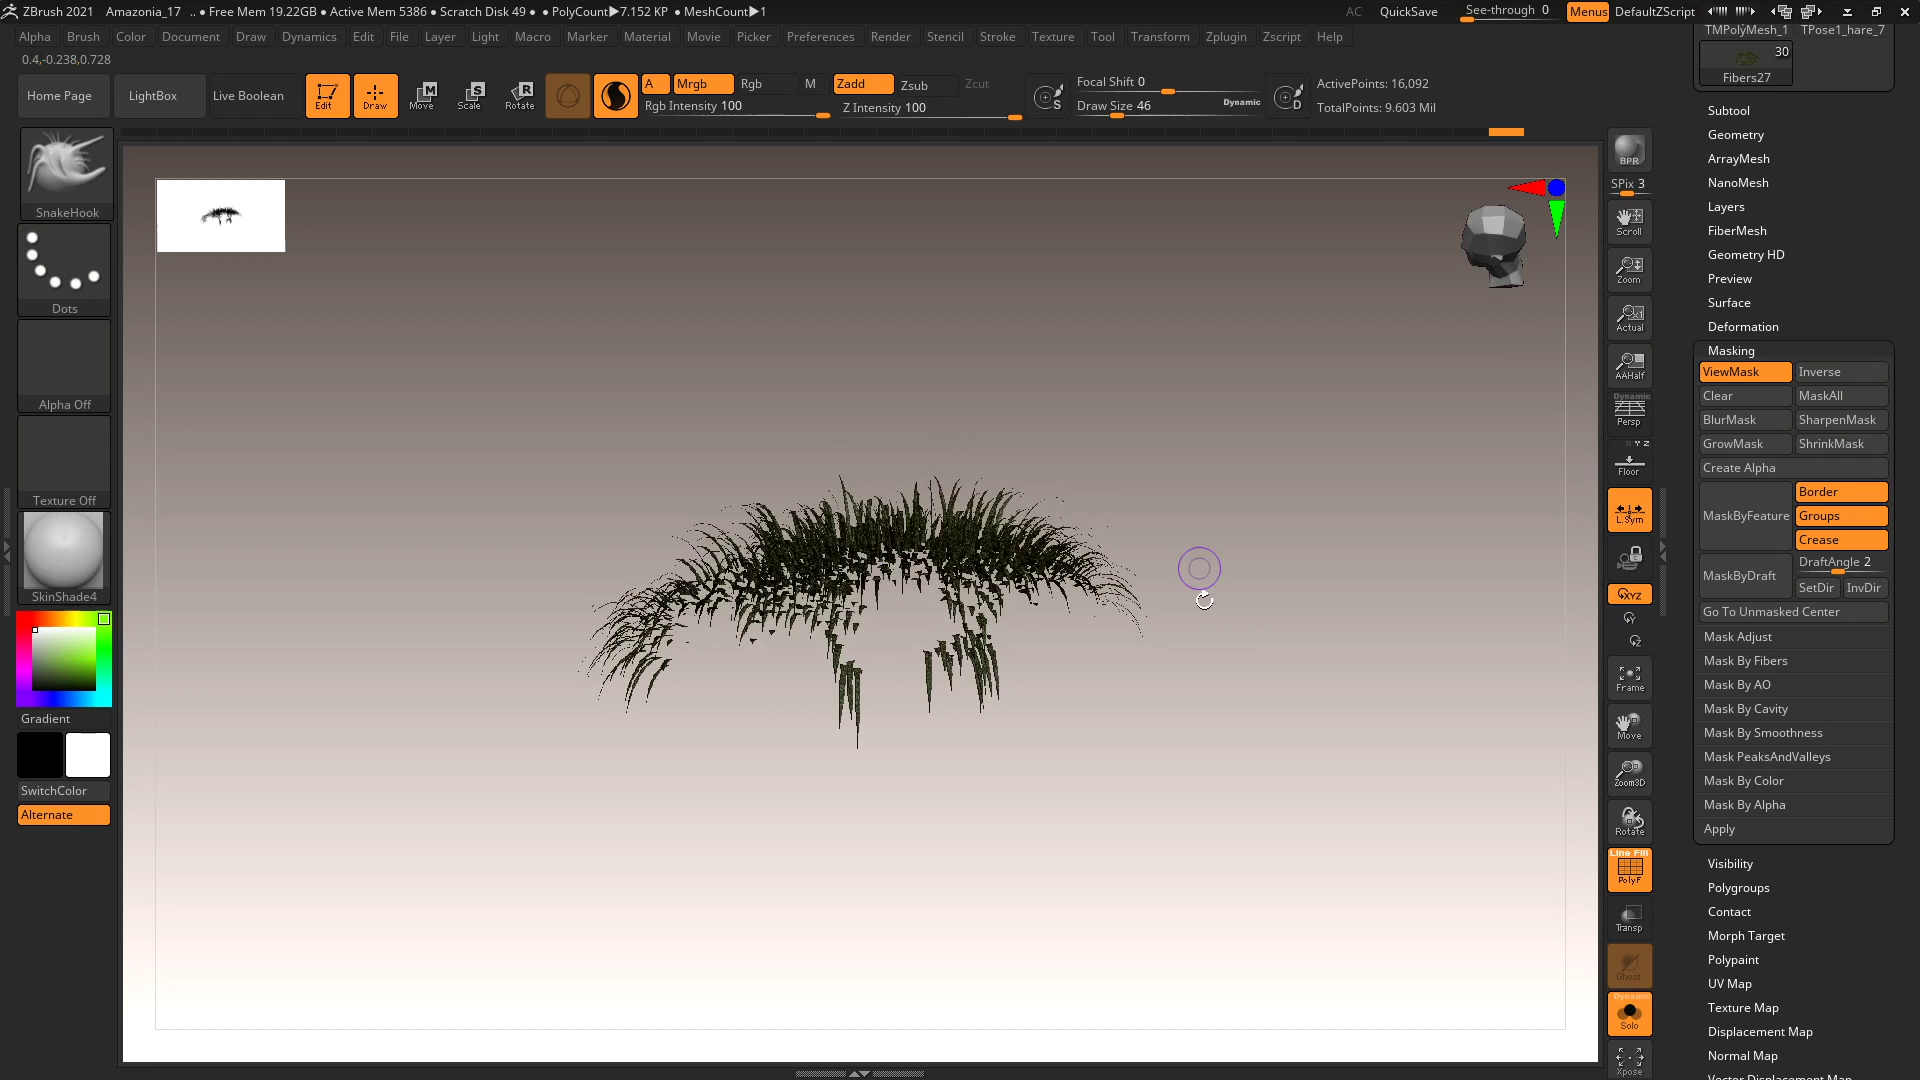 ZBrush 2021 Amazonia_17 .. ● Free Mem 19.22GB ● Active Mem 5386 ● Scratch Disk 49 ● ● PolyCount▶7.152 KP ● MeshCount▶1 AC QuickSave See-through 0 Menus DefaultZScript
Alpha Brush Color Document Draw Dynamics Edit File Layer Light Macro Marker Material Movie Picker Preferences Render Stencil Stroke Texture Tool Transform Zplugin Zscript Help
TMPolyMesh_1 TPose1_hare_7
30
Fibers27
0.4,-0.238,0.728
Home Page LightBox Live Boolean Edit Draw Move Scale Rotate
A Mrgb Rgb M Zadd Zsub Zcut
Rgb Intensity 100 Z Intensity 100
S Focal Shift 0
Draw Size 46 Dynamic D
ActivePoints: 16,092
TotalPoints: 9.603 Mil
SnakeHook
Dots
Alpha Off
Texture Off
SkinShade4
Gradient
SwitchColor
Alternate
BPR
SPix 3
Scroll
Zoom
Actual
AAHalf
Dynamic
Persp
Floor
L.Sym
XYZ
Frame
Move
Zoom3D
Rotate
Line Fill
PolyF
Transp
Ghost
Dynamic
Solo
Xpose
Subtool
Geometry
ArrayMesh
NanoMesh
Layers
FiberMesh
Geometry HD
Preview
Surface
Deformation
Masking
ViewMask Inverse
Clear MaskAll
BlurMask SharpenMask
GrowMask ShrinkMask
Create Alpha
MaskByFeature Border
Groups
Crease
MaskByDraft DraftAngle 2
SetDir InvDir
Go To Unmasked Center
Mask Adjust
Mask By Fibers
Mask By AO
Mask By Cavity
Mask By Smoothness
Mask PeaksAndValleys
Mask By Color
Mask By Alpha
Apply
Visibility
Polygroups
Contact
Morph Target
Polypaint
UV Map
Texture Map
Displacement Map
Normal Map
Vector Displacement Map